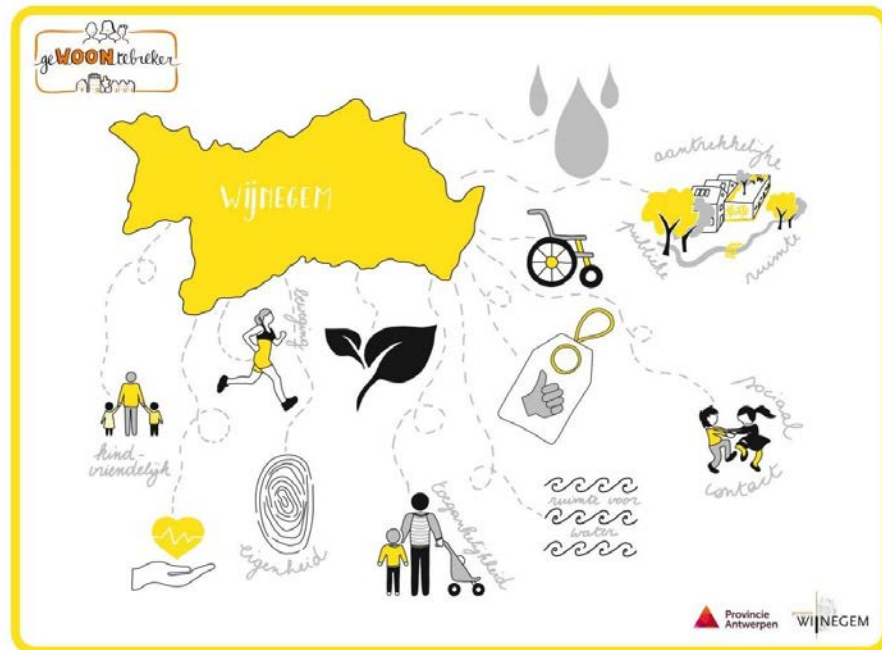 geWOONtebreker
WIJNEGEM
aantrekkelijke
publieke
ruimte
beweging
kind-
vriendelijk
sociaal
contact
eigenheid
toegankelijkheid
ruimte voor
water
Provincie
Antwerpen
WIJNEGEM